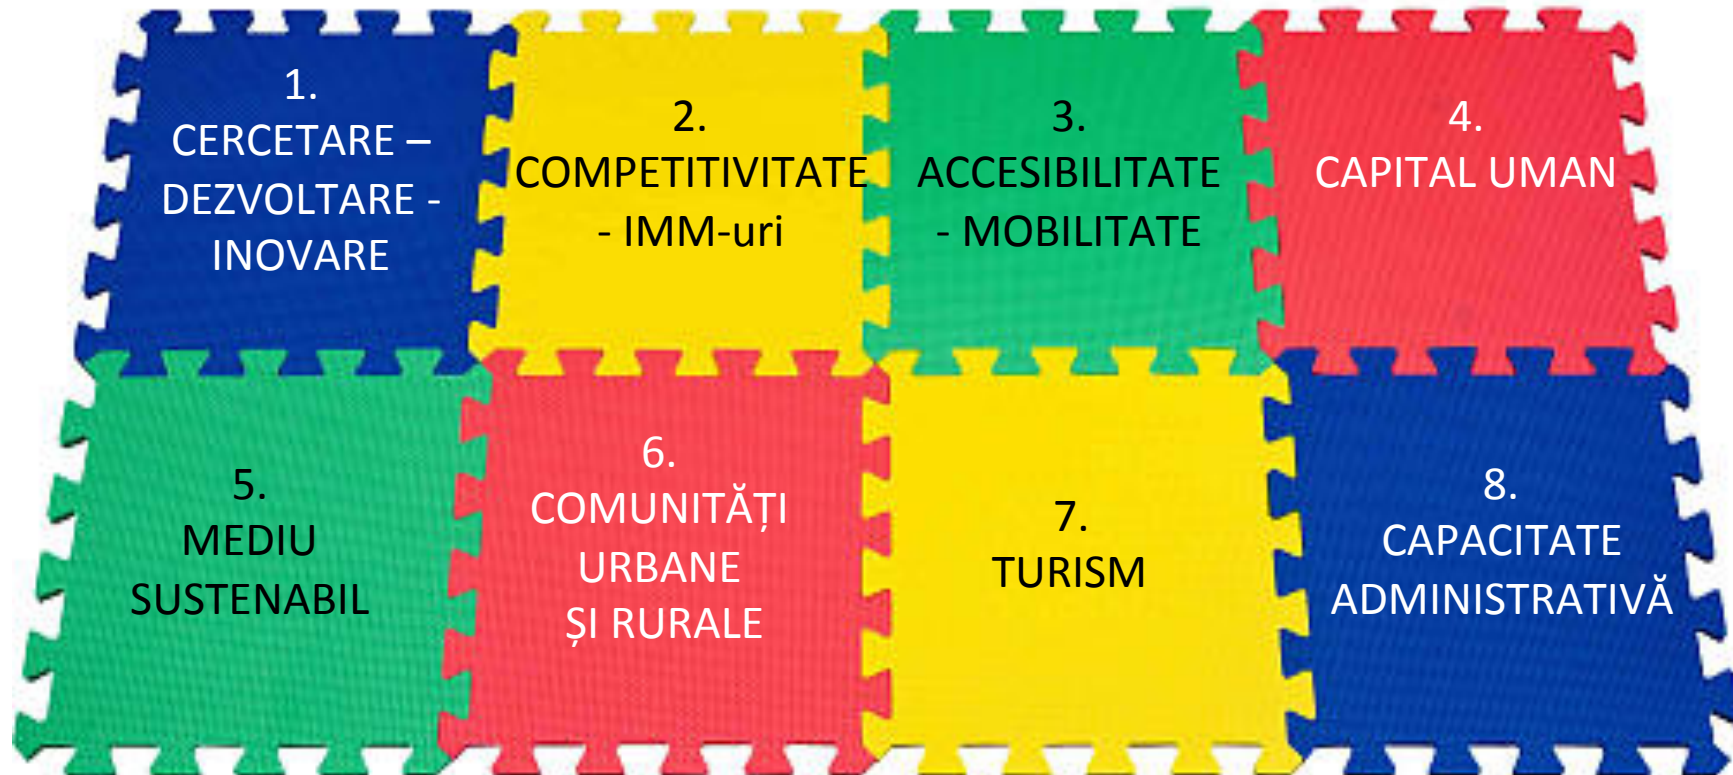 1.
CERCETARE –
DEZVOLTARE -
INOVARE
2.
COMPETITIVITATE
- IMM-uri
3.
ACCESIBILITATE
- MOBILITATE
4.
CAPITAL UMAN
5.
MEDIU
SUSTENABIL
6.
COMUNITĂȚI
URBANE
ȘI RURALE
7.
TURISM
8.
CAPACITATE
ADMINISTRATIVĂ